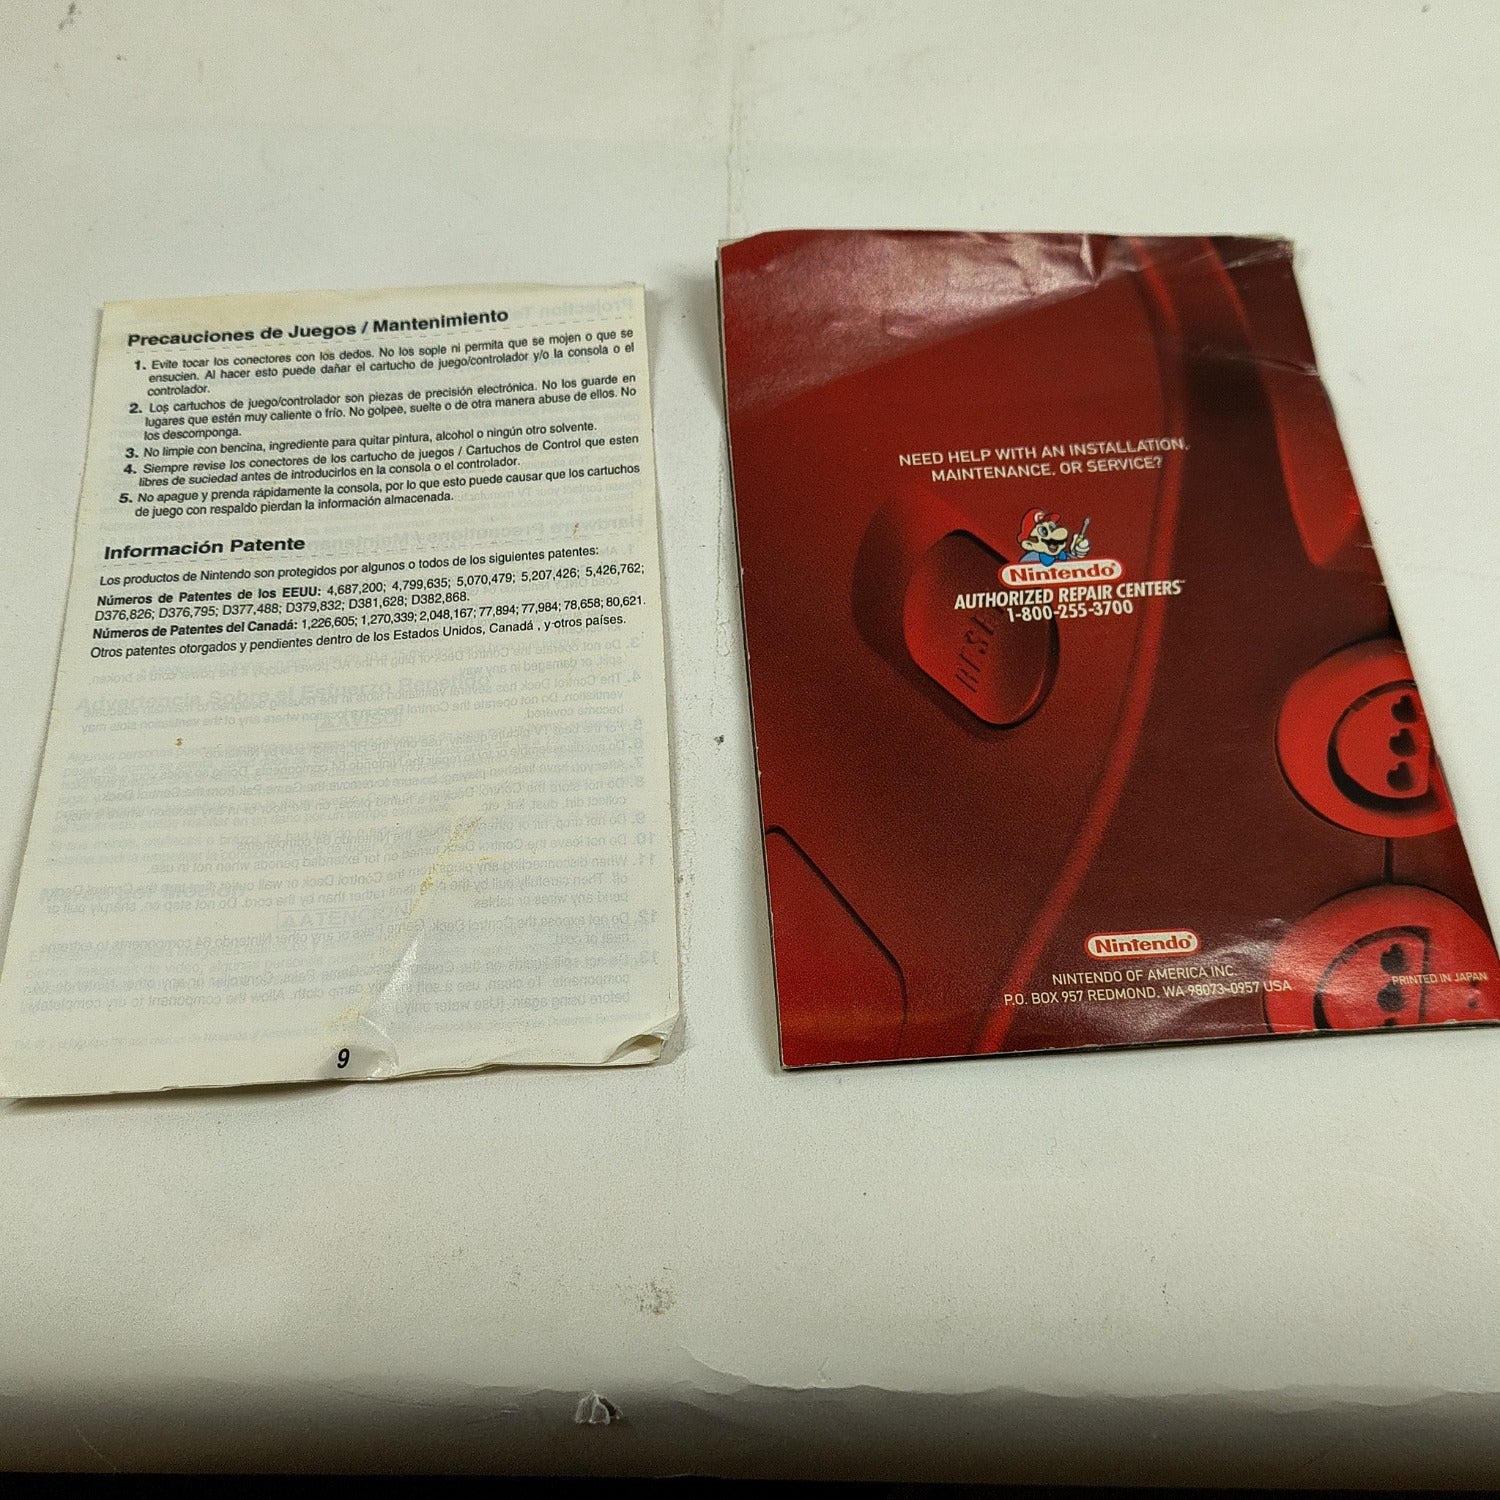 Precauciones de Juegos / Mantenimiento
1. Evite tocar los conectores con los dedos. No los sople ni permita que se mojen o que se
ensucien. Al hacer esto puede dañar el cartucho de juego/controlador y/o la consola o el
controlador.
2. Los cartuchos de juego/controlador son piezas de precisión electrónica. No los guarde en
lugares que estén muy caliente o frío. No golpee, suelte o de otra manera abuse de ellos. No
los descomponga.
3. No limpie con bencina, ingrediente para quitar pintura, alcohol o ningún otro solvente.
4. Siempre revise los conectores de los cartucho de juegos / Cartuchos de Control que esten
libres de suciedad antes de introducirlos en la consola o el controlador.
5. No apague y prenda rápidamente la consola, por lo que esto puede causar que los cartuchos
de juego con respaldo pierdan la información almacenada.
Información Patente
Los productos de Nintendo son protegidos por algunos o todos de los siguientes patentes:
Números de Patentes de los EEUU: 4,687,200; 4,799,635; 5,070,479; 5,207,426; 5,426,762;
D376,826; D376,795; D377,488; D379,832; D381,628; D382,868.
Números de Patentes del Canadá: 1,226,605; 1,270,339; 2,048,167; 77,894; 77,984; 78,658; 80,621.
Otros patentes otorgados y pendientes dentro de los Estados Unidos, Canadá , y otros países.
9
NEED HELP WITH AN INSTALLATION,
MAINTENANCE, OR SERVICE?
Nintendo®
AUTHORIZED REPAIR CENTERS℠
1-800-255-3700
Nintendo®
NINTENDO OF AMERICA INC.
P.O. BOX 957 REDMOND, WA 98073-0957 USA
PRINTED IN JAPAN